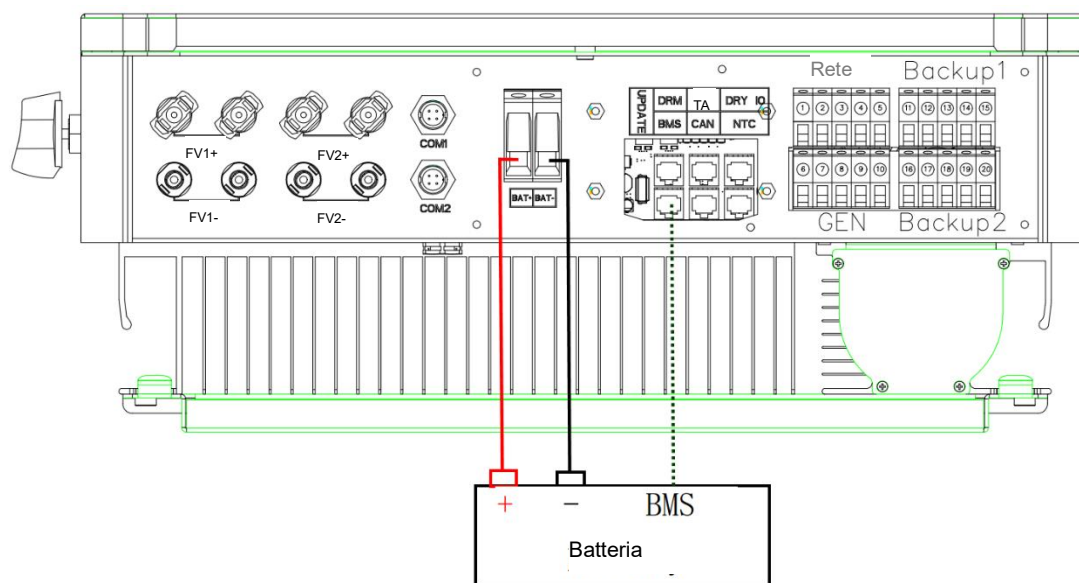 Rete
Backup1
UPDATE
DRM
TA
DRY IO
BMS
CAN
NTC
1 2 3 4 5
11 12 13 14 15
COM1
FV1+
FV2+
6 7 8 9 10
16 17 18 19 20
COM2
BAT+ BAT-
FV1-
FV2-
GEN
Backup2
+
−
BMS
Batteria